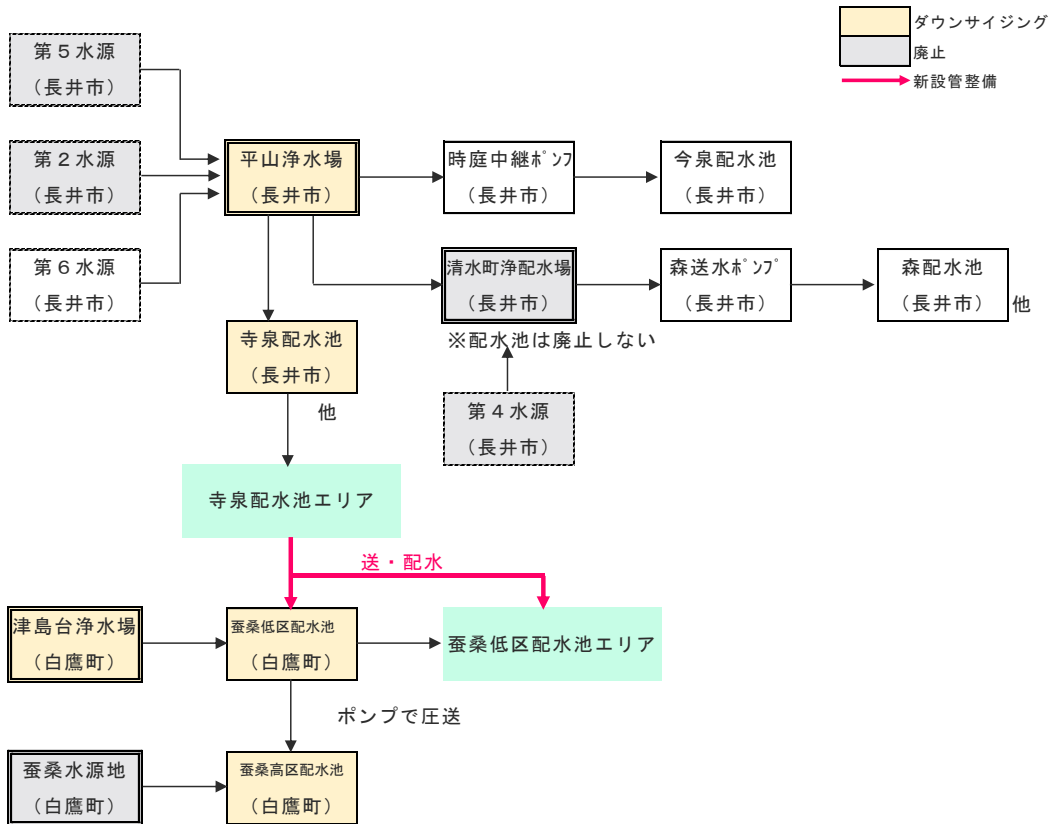 ダウンサイジング
廃止
新設管整備
第５水源
（長井市）
第２水源
（長井市）
第６水源
（長井市）
平山浄水場
（長井市）
時庭中継ﾎﾟﾝﾌ
（長井市）
今泉配水池
（長井市）
清水町浄配水場
（長井市）
※配水池は廃止しない
森送水ﾎﾟﾝﾌﾟ
（長井市）
森配水池
（長井市）
他
寺泉配水池
（長井市）
他
第４水源
（長井市）
寺泉配水池エリア
送・配水
津島台浄水場
（白鷹町）
蚕桑低区配水池
（白鷹町）
蚕桑低区配水池エリア
ポンプで圧送
蚕桑水源地
（白鷹町）
蚕桑高区配水池
（白鷹町）